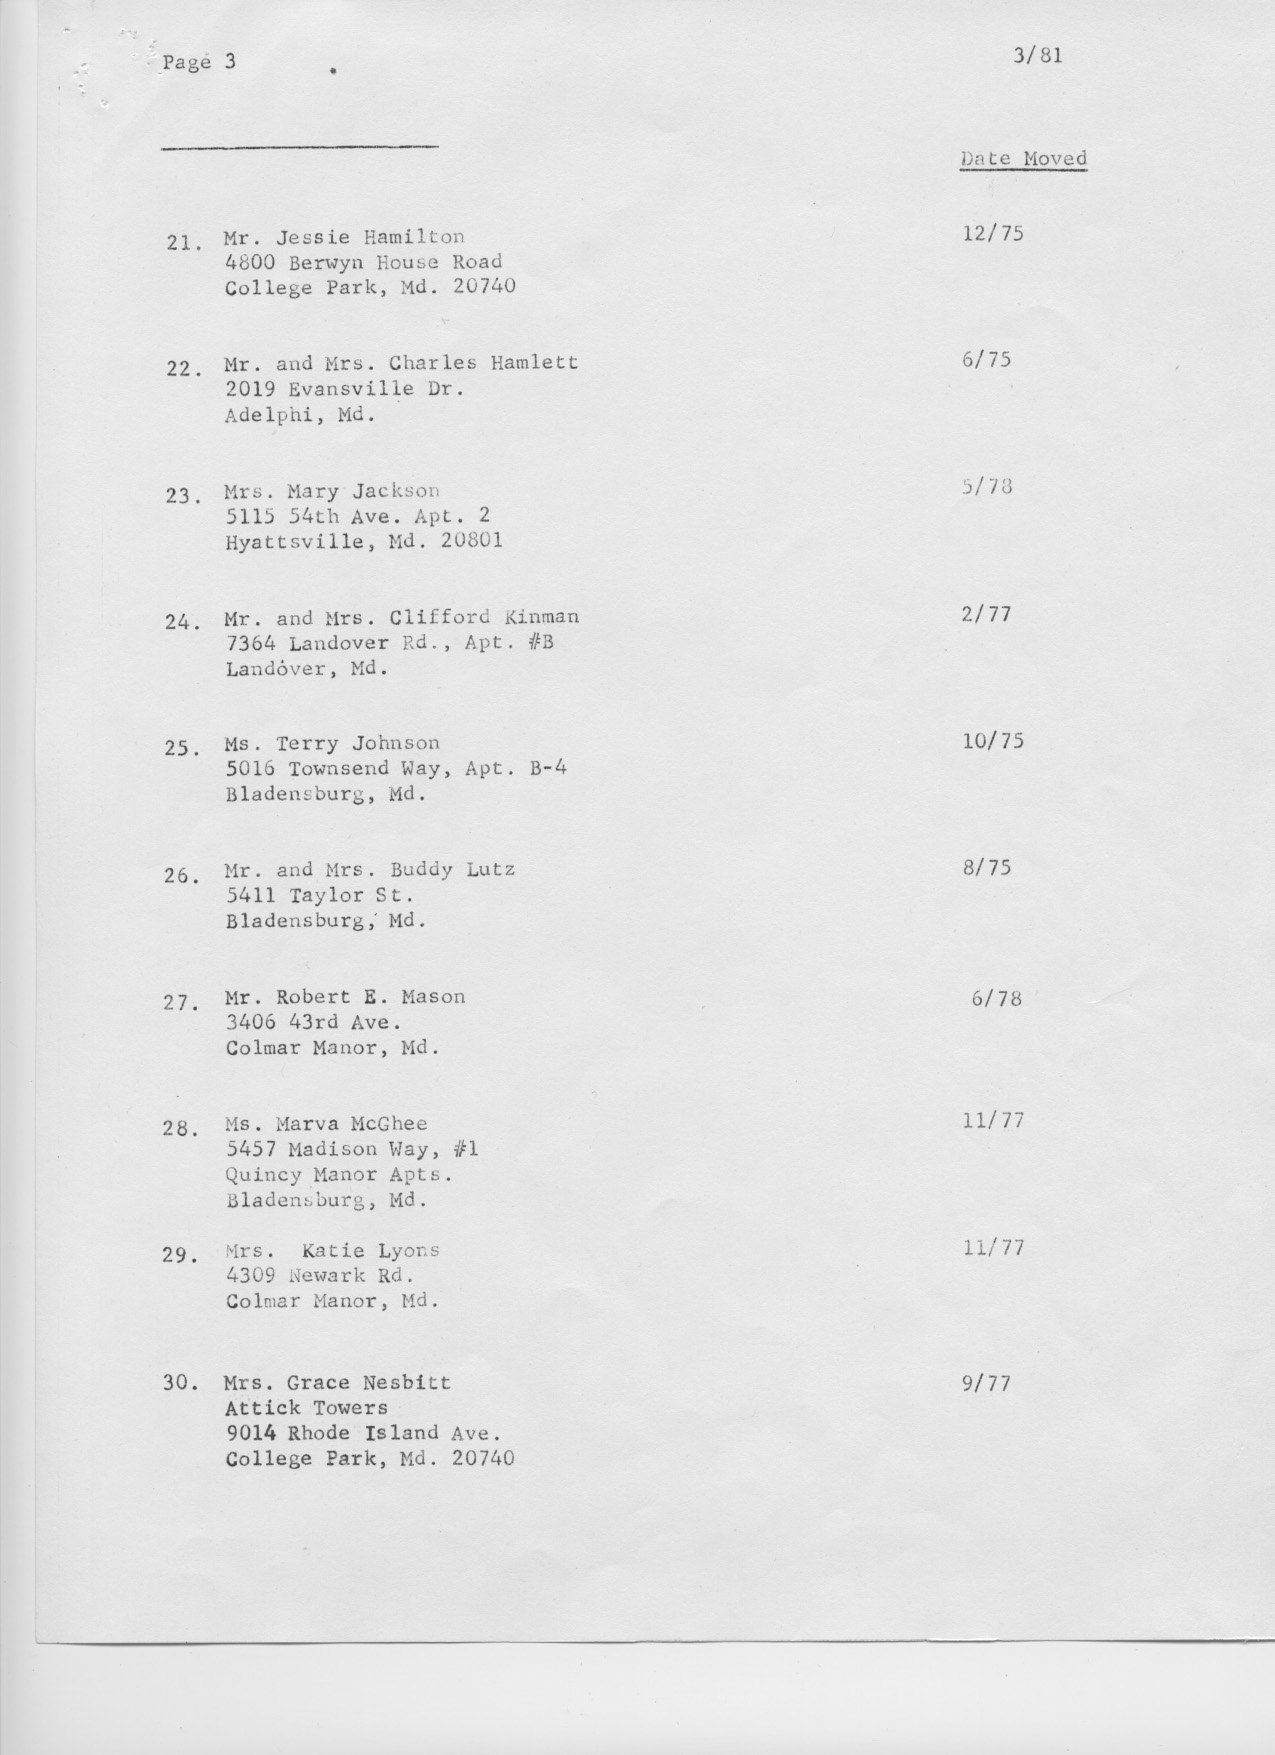 Page 3 3/81
Date Moved
21. Mr. Jessie Hamilton 12/75
4800 Berwyn House Road
College Park, Md. 20740
22. Mr. and Mrs. Charles Hamlett 6/75
2019 Evansville Dr.
Adelphi, Md.
23. Mrs. Mary Jackson 5/78
5115 54th Ave. Apt. 2
Hyattsville, Md. 20801
24. Mr. and Mrs. Clifford Kinman 2/77
7364 Landover Rd., Apt. #B
Landover, Md.
25. Ms. Terry Johnson 10/75
5016 Townsend Way, Apt. B-4
Bladensburg, Md.
26. Mr. and Mrs. Buddy Lutz 8/75
5411 Taylor St.
Bladensburg, Md.
27. Mr. Robert E. Mason 6/78
3406 43rd Ave.
Colmar Manor, Md.
28. Ms. Marva McGhee 11/77
5457 Madison Way, #1
Quincy Manor Apts.
Bladensburg, Md.
29. Mrs. Katie Lyons 11/77
4309 Newark Rd.
Colmar Manor, Md.
30. Mrs. Grace Nesbitt 9/77
Attick Towers
9014 Rhode Island Ave.
College Park, Md. 20740